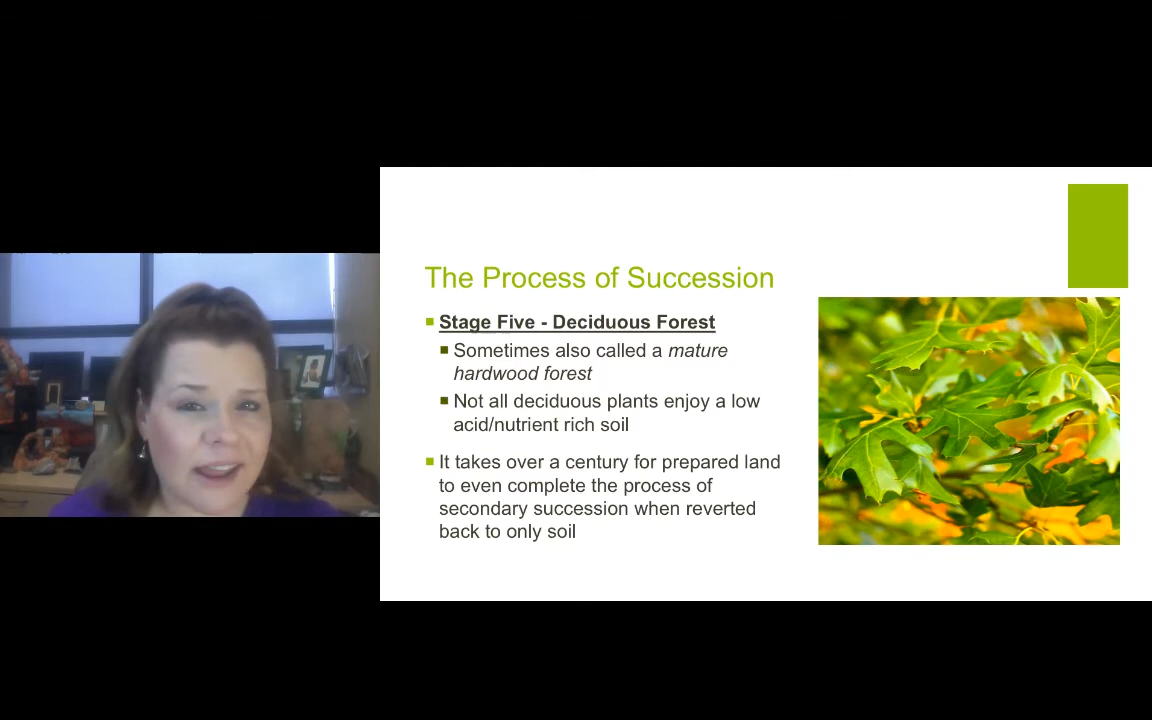 The Process of Succession
Stage Five - Deciduous Forest
Sometimes also called a mature
hardwood forest
Not all deciduous plants enjoy a low
acid/nutrient rich soil
It takes over a century for prepared land
to even complete the process of
secondary succession when reverted
back to only soil